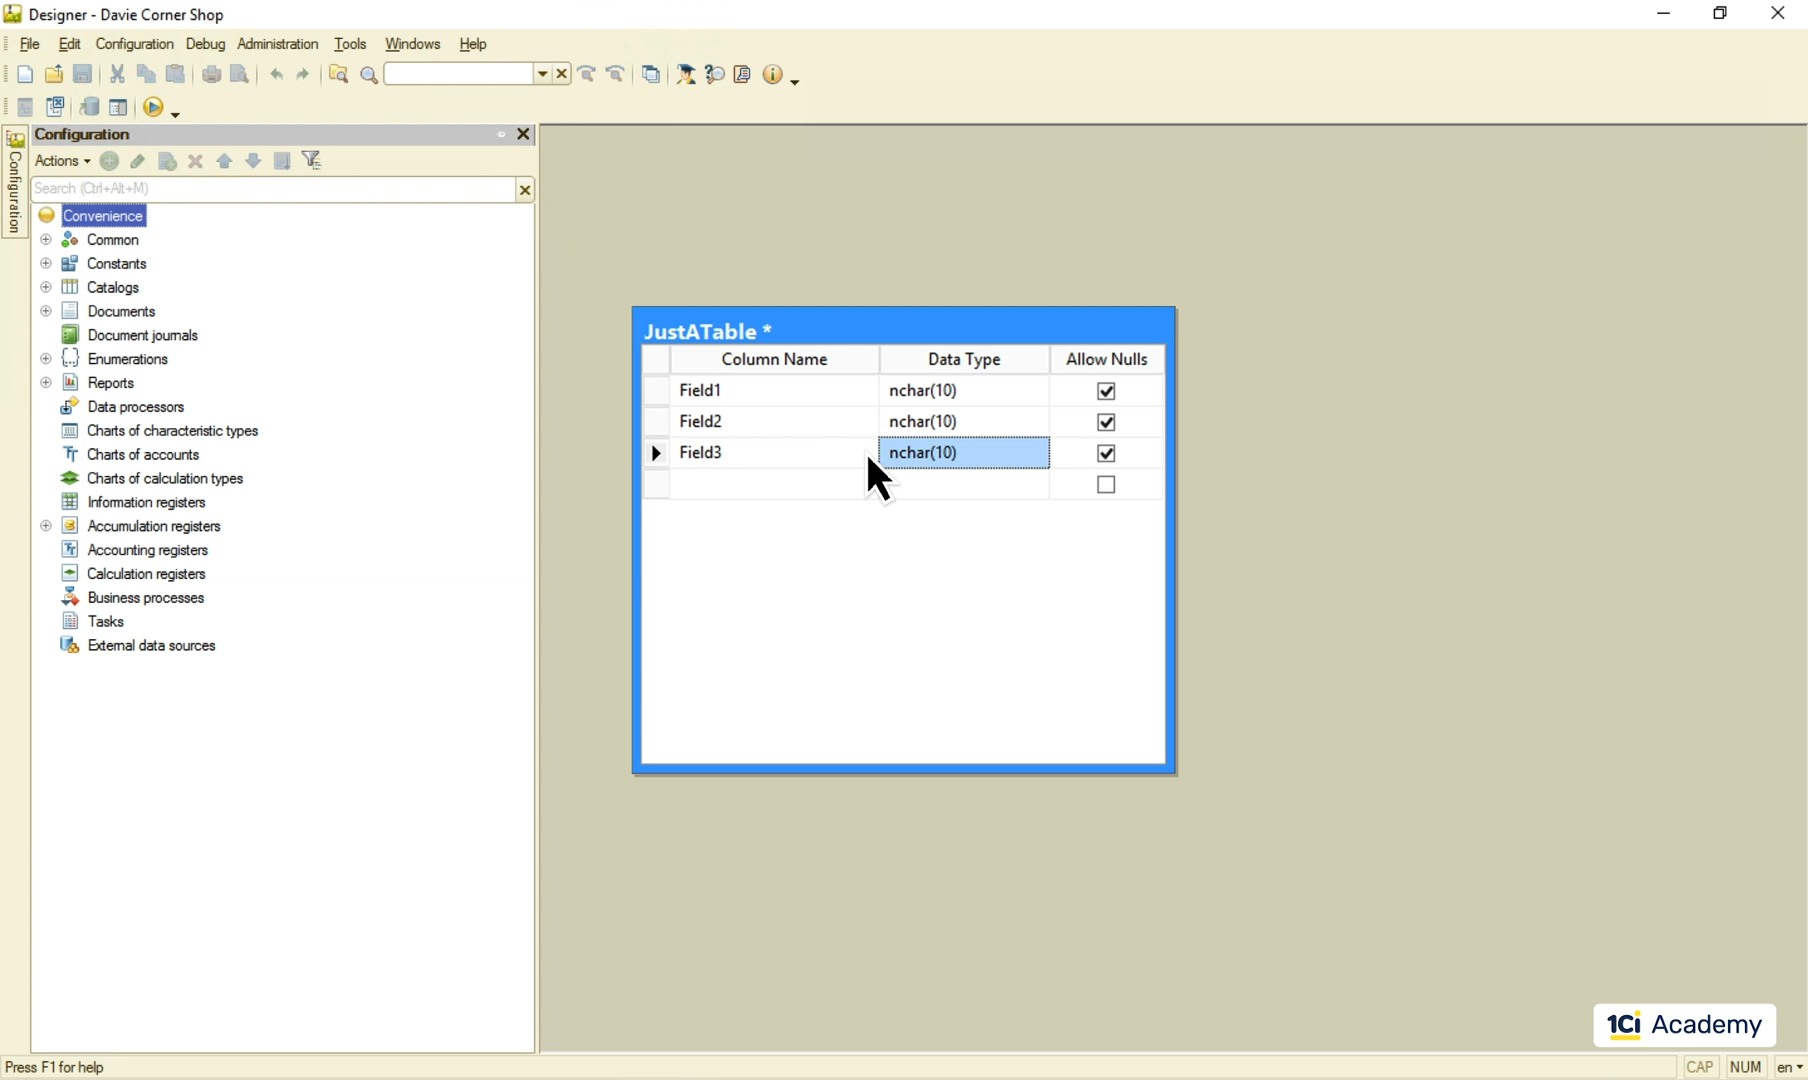 Designer - Davie Corner Shop
File Edit Configuration Debug Administration Tools Windows Help
Configuration
Configuration
Actions
Search (Ctrl+Alt+M)
Convenience
Common
Constants
Catalogs
Documents
Document journals
Enumerations
Reports
Data processors
Charts of characteristic types
Charts of accounts
Charts of calculation types
Information registers
Accumulation registers
Accounting registers
Calculation registers
Business processes
Tasks
External data sources
JustATable *
Column Name Data Type Allow Nulls
Field1 nchar(10)
Field2 nchar(10)
Field3 nchar(10)
1Ci Academy
Press F1 for help
CAP NUM en